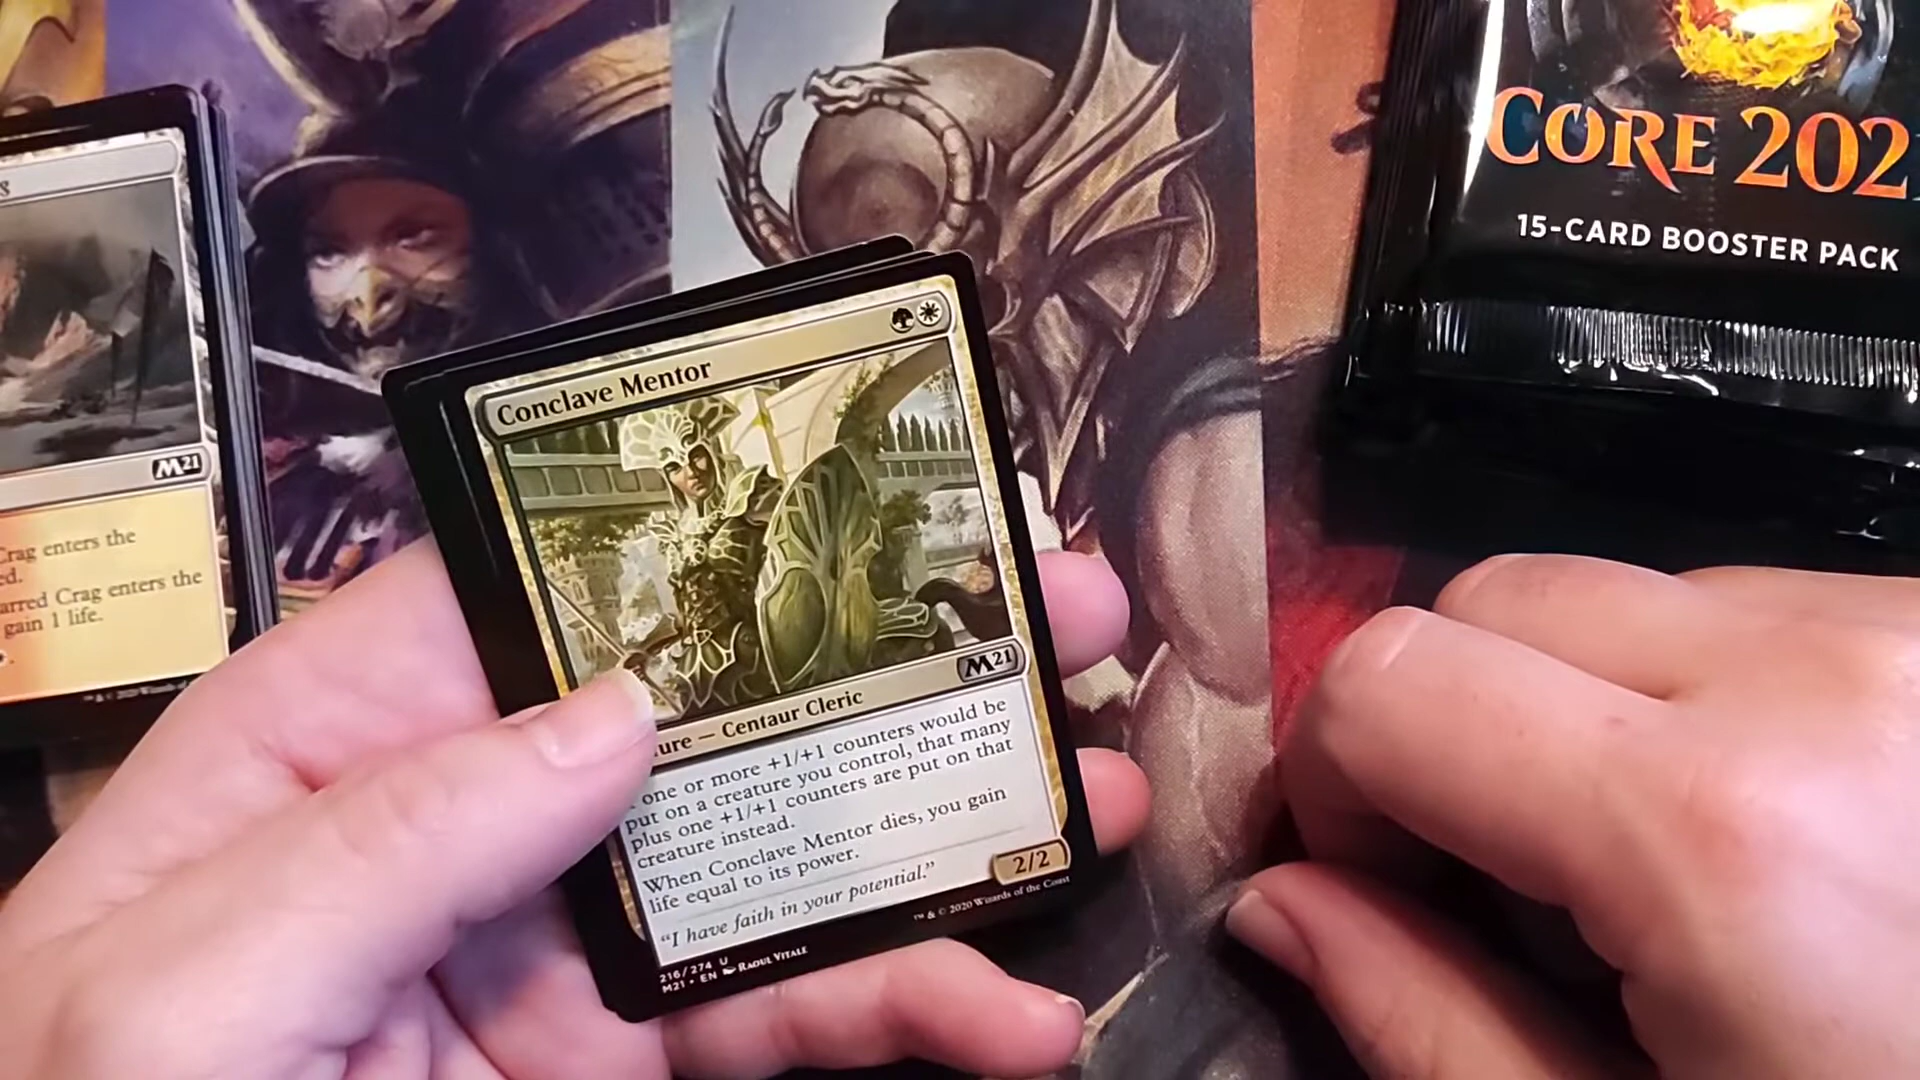 CORE 202
15-CARD BOOSTER PACK
s
M21
Crag enters the
ed.
arred Crag enters the
gain 1 life.
™ & © 2020 Wizards
Conclave Mentor
ure — Centaur Cleric
M21
one or more +1/+1 counters would be
put on a creature you control, that many
plus one +1/+1 counters are put on that
creature instead.
When Conclave Mentor dies, you gain
life equal to its power.
“I have faith in your potential.”
2/2
216/274 U
M21 • EN RAOUL VITALE
™ & © 2020 Wizards of the Coast